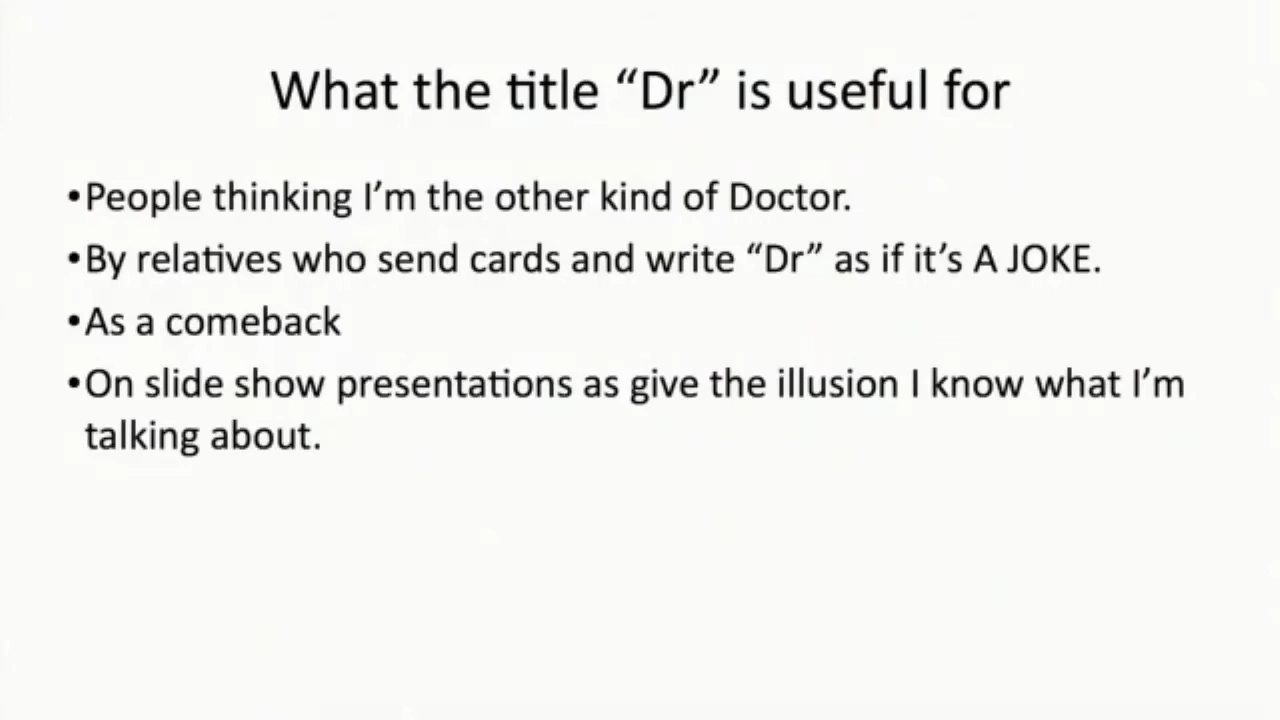 What the title “Dr” is useful for
•People thinking I’m the other kind of Doctor.
•By relatives who send cards and write “Dr” as if it’s A JOKE.
•As a comeback
•On slide show presentations as give the illusion I know what I’m
talking about.